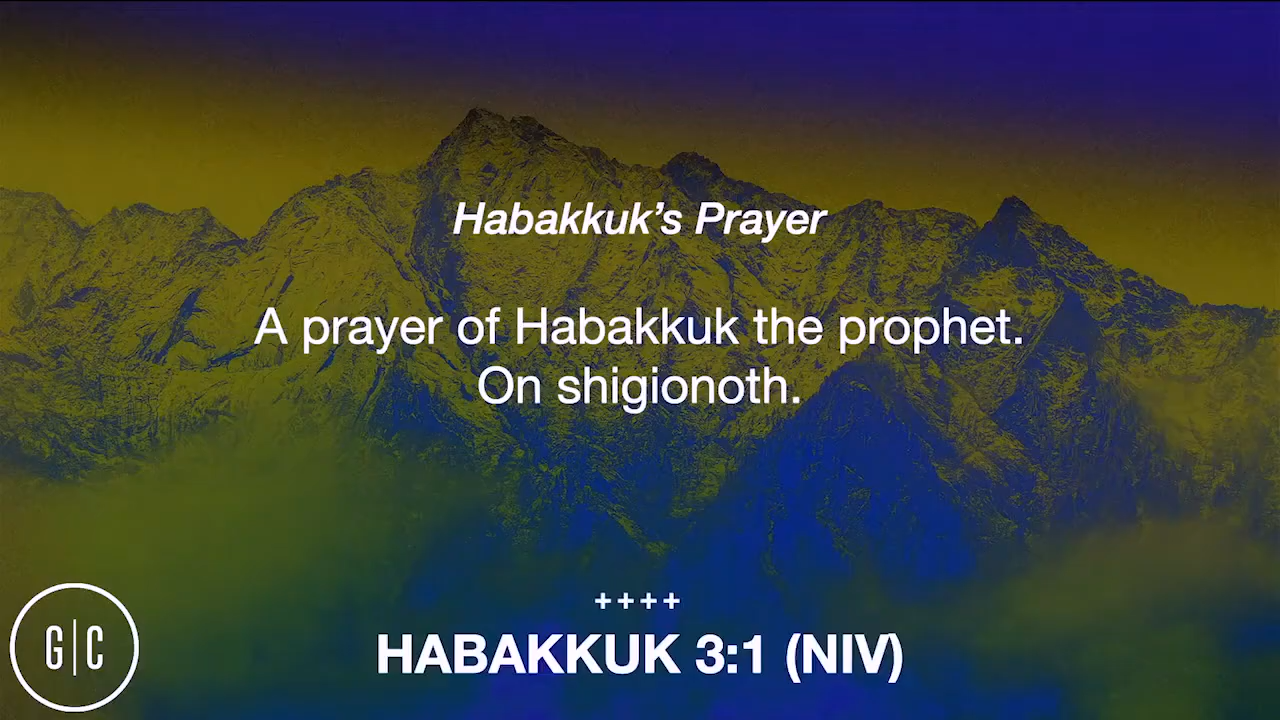 Habakkuk’s Prayer
A prayer of Habakkuk the prophet.
On shigionoth.
++++
HABAKKUK 3:1 (NIV)
G|C